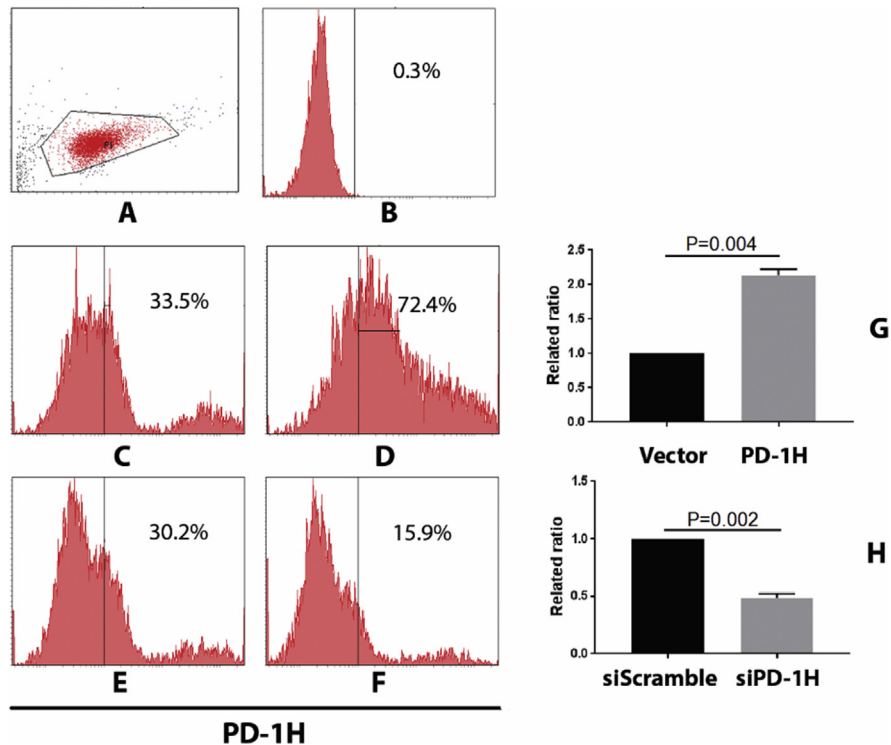 P1
A
0.3%
B
33.5%
C
72.4%
D
30.2%
E
15.9%
F
PD-1H
P=0.004
Related ratio
2.5
2.0
1.5
1.0
0.5
0.0
Vector PD-1H
G
P=0.002
Related ratio
1.5
1.0
0.5
0.0
siScramble siPD-1H
H